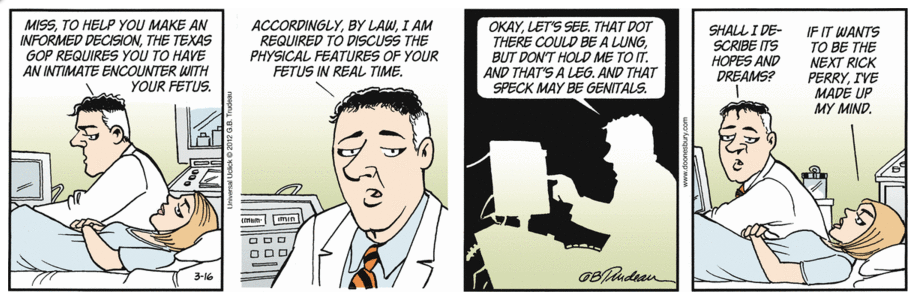 MISS, TO HELP YOU MAKE AN
INFORMED DECISION, THE TEXAS
GOP REQUIRES YOU TO HAVE
AN INTIMATE ENCOUNTER WITH
YOUR FETUS.
3-16
Universal Uclick © 2012 G.B. Trudeau
ACCORDINGLY, BY LAW, I AM
REQUIRED TO DISCUSS THE
PHYSICAL FEATURES OF YOUR
FETUS IN REAL TIME.
OKAY, LET'S SEE. THAT DOT
THERE COULD BE A LUNG,
BUT DON'T HOLD ME TO IT.
AND THAT'S A LEG. AND THAT
SPECK MAY BE GENITALS.
GB Trudeau
www.doonesbury.com
SHALL I DE-
SCRIBE ITS
HOPES AND
DREAMS?
IF IT WANTS
TO BE THE
NEXT RICK
PERRY, I'VE
MADE UP
MY MIND.